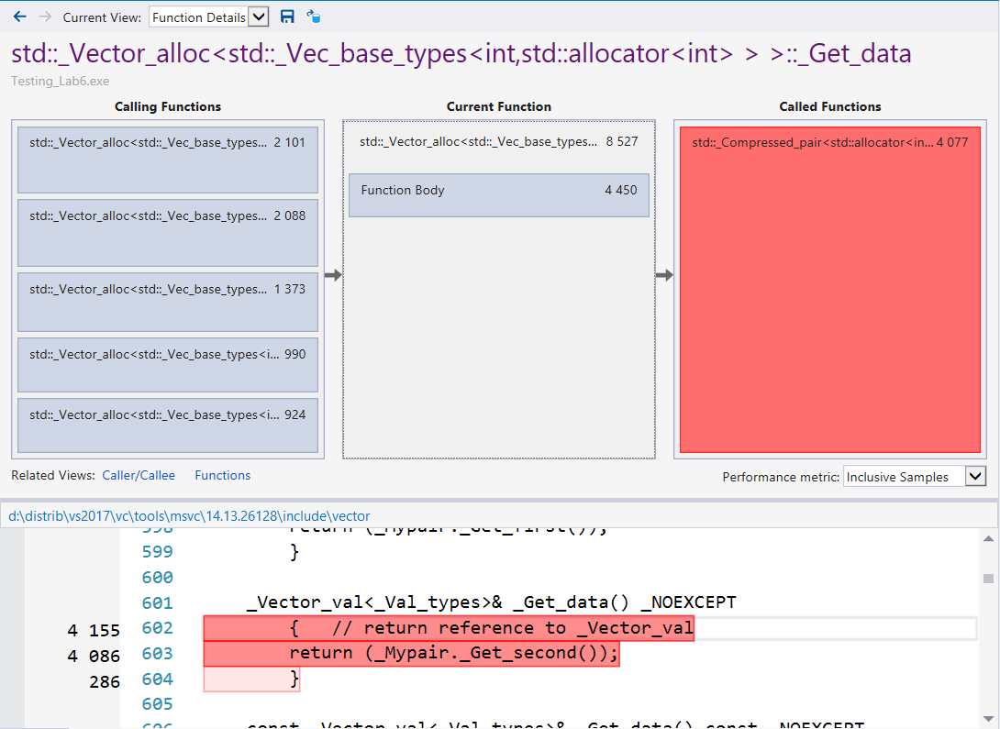 Current View: Function Details
std::_Vector_alloc<std::_Vec_base_types<int,std::allocator<int> > >::_Get_data
Testing_Lab6.exe
Calling Functions Current Function Called Functions
std::_Vector_alloc<std::_Vec_base_types... 2 101
std::_Vector_alloc<std::_Vec_base_types... 2 088
std::_Vector_alloc<std::_Vec_base_types... 1 373
std::_Vector_alloc<std::_Vec_base_types<i... 990
std::_Vector_alloc<std::_Vec_base_types<i... 924
std::_Vector_alloc<std::_Vec_base_types... 8 527
Function Body 4 450
std::_Compressed_pair<std::allocator<in... 4 077
Related Views: Caller/Callee Functions
Performance metric: Inclusive Samples
d:\distrib\vs2017\vc\tools\msvc\14.13.26128\include\vector
598 return (_Mypair._Get_first());
599 }
600
601 _Vector_val<_Val_types>& _Get_data() _NOEXCEPT
4 155 602 { // return reference to _Vector_val
4 086 603 return (_Mypair._Get_second());
286 604 }
605
606 const _Vector_val<_Val_types>& _Get_data() const _NOEXCEPT